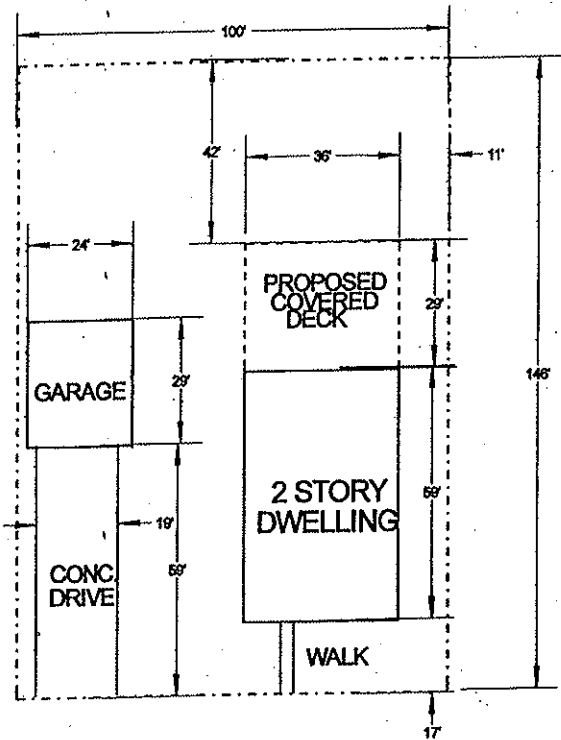 100'
42'
36'
11'
24'
PROPOSED
COVERED
DECK
29'
GARAGE
29'
146'
2 STORY
DWELLING
59'
19'
CONC.
DRIVE
59'
WALK
17'